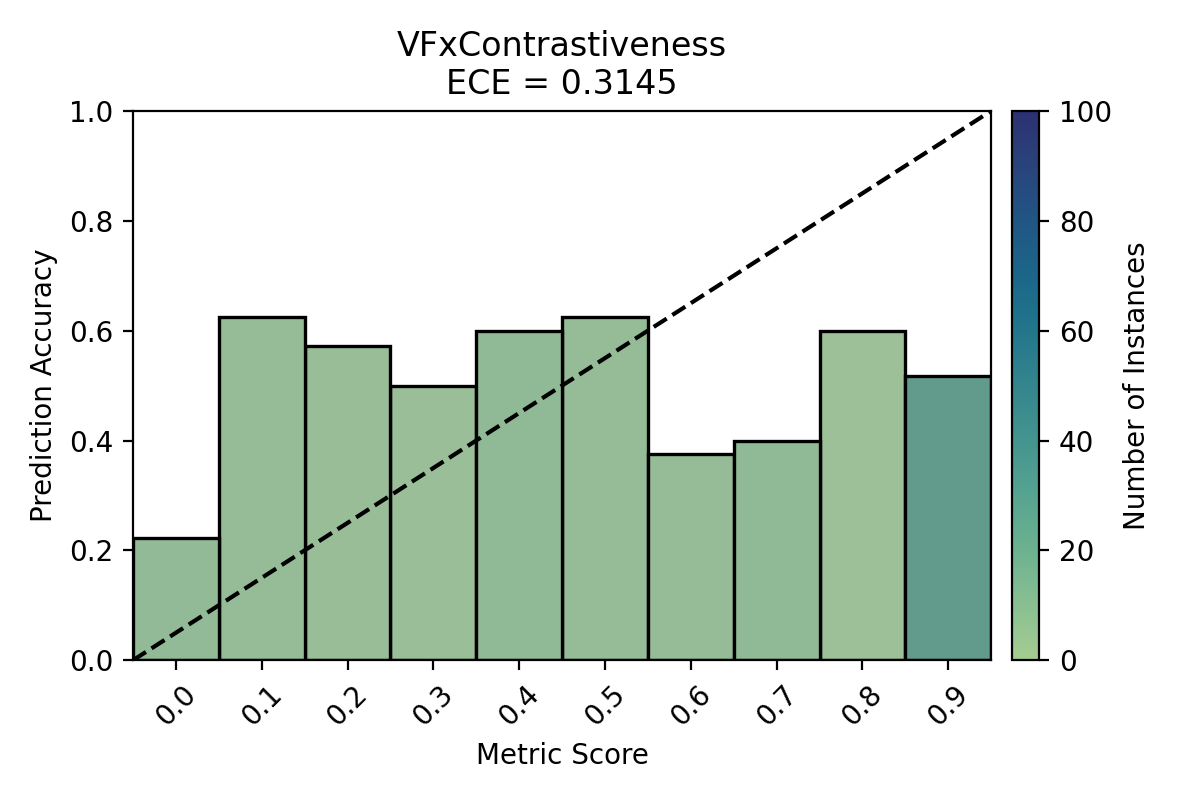 VFxContrastiveness
ECE = 0.3145
Prediction Accuracy
1.0
0.8
0.6
0.4
0.2
0.0
0.0 0.1 0.2 0.3 0.4 0.5 0.6 0.7 0.8 0.9
Metric Score
100
80
60
40
20
0
Number of Instances